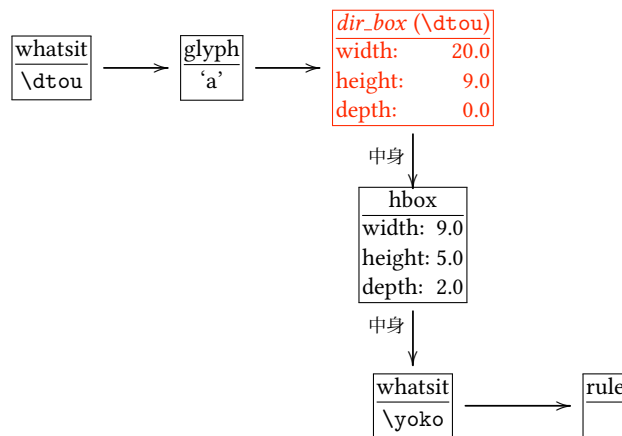 whatsit
\dtou
glyph
‘a’
dir_box (\dtou)
width: 20.0
height: 9.0
depth: 0.0
中身
hbox
width: 9.0
height: 5.0
depth: 2.0
中身
whatsit
\yoko
rule